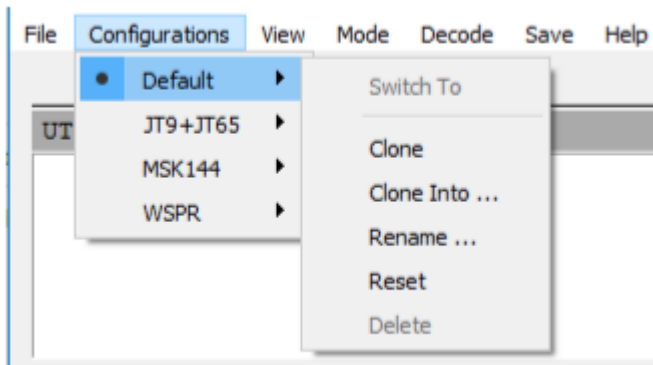 File Configurations View Mode Decode Save Help
Default
JT9+JT65
MSK144
WSPR
Switch To
Clone
Clone Into ...
Rename ...
Reset
Delete
UT